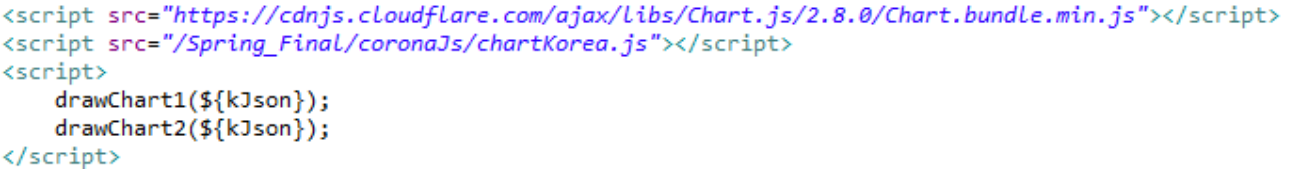 <script src="https://cdnjs.cloudflare.com/ajax/libs/Chart.js/2.8.0/Chart.bundle.min.js"></script>
<script src="/Spring_Final/coronaJs/chartKorea.js"></script>
<script>
    drawChart1(${kJson});
    drawChart2(${kJson});
</script>